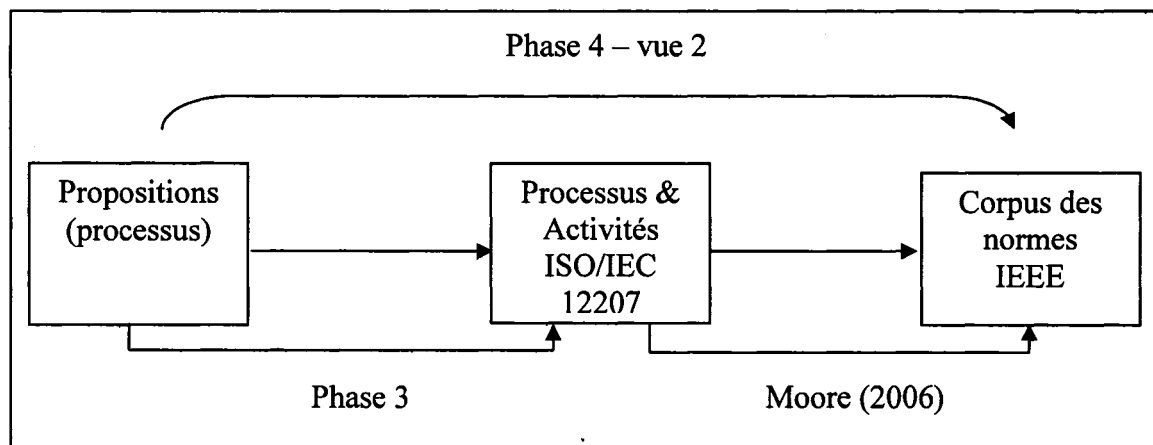 Phase 4 – vue 2
Propositions
(processus)
Processus &
Activités
ISO/IEC
12207
Corpus des
normes
IEEE
Phase 3
Moore (2006)